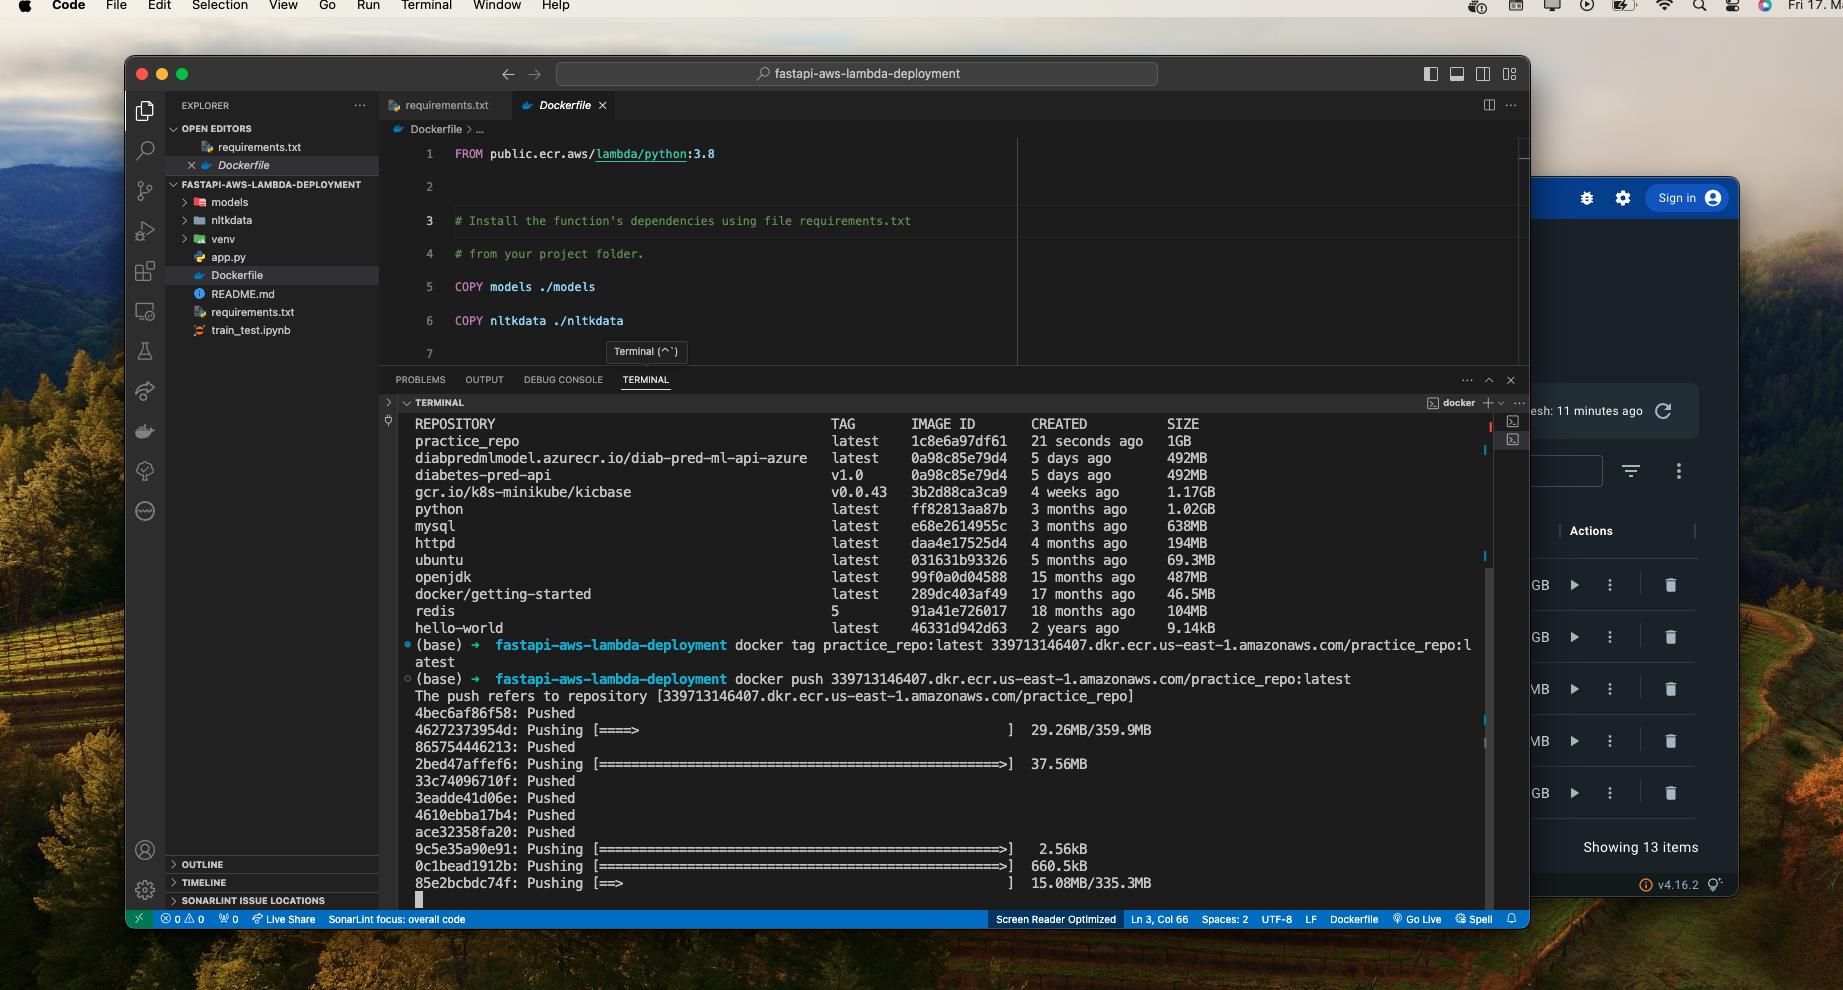 Code File Edit Selection View Go Run Terminal Window Help
Fri 17. Ma
fastapi-aws-lambda-deployment
EXPLORER
OPEN EDITORS
requirements.txt
Dockerfile
FASTAPI-AWS-LAMBDA-DEPLOYMENT
models
nltkdata
venv
app.py
Dockerfile
README.md
requirements.txt
train_test.ipynb
OUTLINE
TIMELINE
SONARLINT ISSUE LOCATIONS
requirements.txt Dockerfile
Dockerfile > ...
1 FROM public.ecr.aws/lambda/python:3.8
2
3 # Install the function's dependencies using file requirements.txt
4 # from your project folder.
5 COPY models ./models
6 COPY nltkdata ./nltkdata
7
Terminal (^`)
PROBLEMS OUTPUT DEBUG CONSOLE TERMINAL
TERMINAL
docker
REPOSITORY TAG IMAGE ID CREATED SIZE
practice_repo latest 1c8e6a97df61 21 seconds ago 1GB
diabpredmlmodel.azurecr.io/diab-pred-ml-api-azure latest 0a98c85e79d4 5 days ago 492MB
diabetes-pred-api v1.0 0a98c85e79d4 5 days ago 492MB
gcr.io/k8s-minikube/kicbase v0.0.43 3b2d88ca3ca9 4 weeks ago 1.17GB
python latest ff82813aa87b 3 months ago 1.02GB
mysql latest e68e2614955c 3 months ago 638MB
httpd latest daa4e17525d4 4 months ago 194MB
ubuntu latest 031631b93326 5 months ago 69.3MB
openjdk latest 99f0a0d04588 15 months ago 487MB
docker/getting-started latest 289dc403af49 17 months ago 46.5MB
redis 5 91a41e726017 18 months ago 104MB
hello-world latest 46331d942d63 2 years ago 9.14kB
(base) → fastapi-aws-lambda-deployment docker tag practice_repo:latest 339713146407.dkr.ecr.us-east-1.amazonaws.com/practice_repo:l
atest
(base) → fastapi-aws-lambda-deployment docker push 339713146407.dkr.ecr.us-east-1.amazonaws.com/practice_repo:latest
The push refers to repository [339713146407.dkr.ecr.us-east-1.amazonaws.com/practice_repo]
4bec6af86f58: Pushed
46272373954d: Pushing [====> ] 29.26MB/359.9MB
865754446213: Pushed
2bed47affef6: Pushing [==================================================>] 37.56MB
33c74096710f: Pushed
3eadde41d06e: Pushed
4610ebba17b4: Pushed
ace32358fa20: Pushed
9c5e35a90e91: Pushing [==================================================>] 2.56kB
0c1bead1912b: Pushing [==================================================>] 660.5kB
85e2bcbdc74f: Pushing [==> ] 15.08MB/335.3MB
0 0 0 Live Share SonarLint focus: overall code
Screen Reader Optimized Ln 3, Col 66 Spaces: 2 UTF-8 LF Dockerfile Go Live Spell
Sign in
esh: 11 minutes ago
Actions
GB
GB
MB
MB
GB
Showing 13 items
v4.16.2